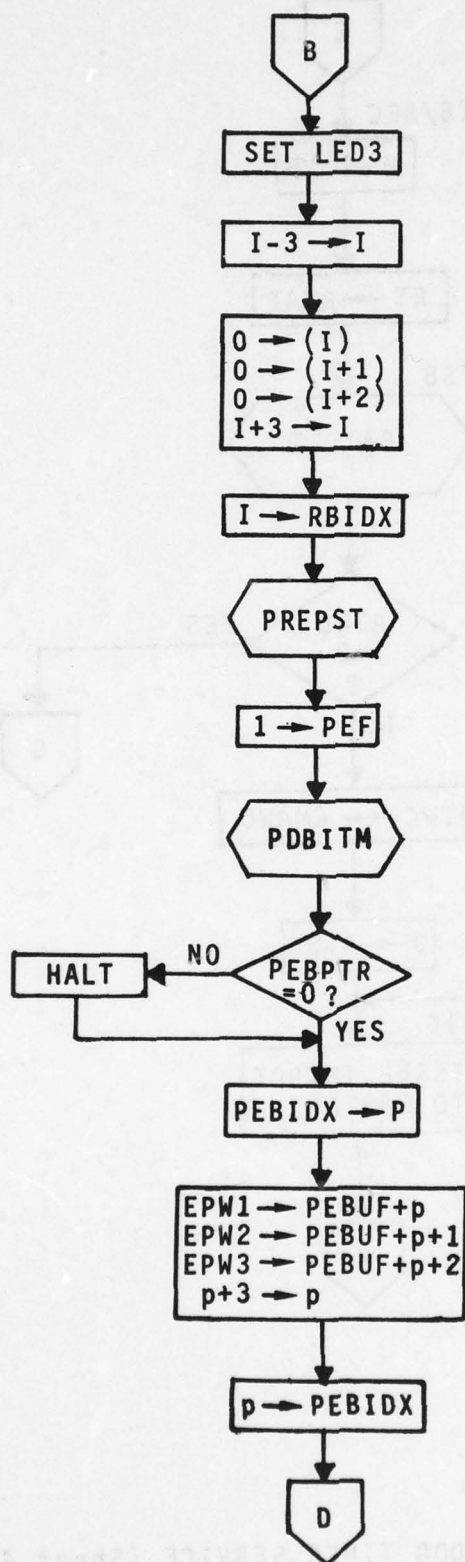 B
SET LED3
I-3 → I
0 → (I)
0 → (I+1)
0 → (I+2)
I+3 → I
I → RBIDX
PREPST
1 → PEF
PDBITM
PEBPTR
=0 ?
NO
HALT
YES
PEBIDX → P
EPW1 → PEBUF+p
EPW2 → PEBUF+p+1
EPW3 → PEBUF+p+2
p+3 → p
p → PEBIDX
D